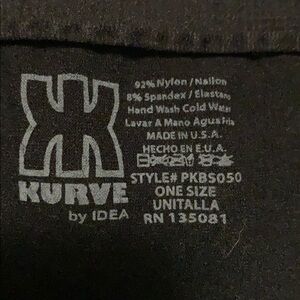 92% Nylon / Nailon
8% Spandex / Elastano
Hand Wash Cold Water
Lavar A Mano Agua Fria
MADE IN U.S.A.
HECHO EN E.U.A.
STYLE# PKBS050
ONE SIZE
UNITALLA
RN 135081
KURVE
by IDEA